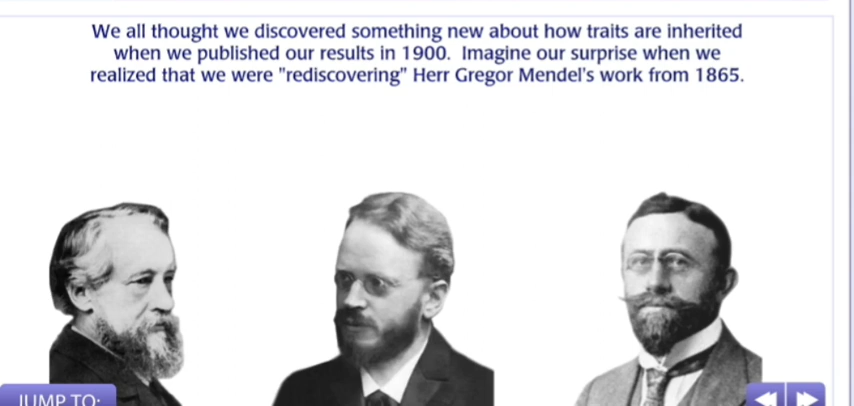 We all thought we discovered something new about how traits are inherited
when we published our results in 1900. Imagine our surprise when we
realized that we were "rediscovering" Herr Gregor Mendel's work from 1865.
JUMP TO: